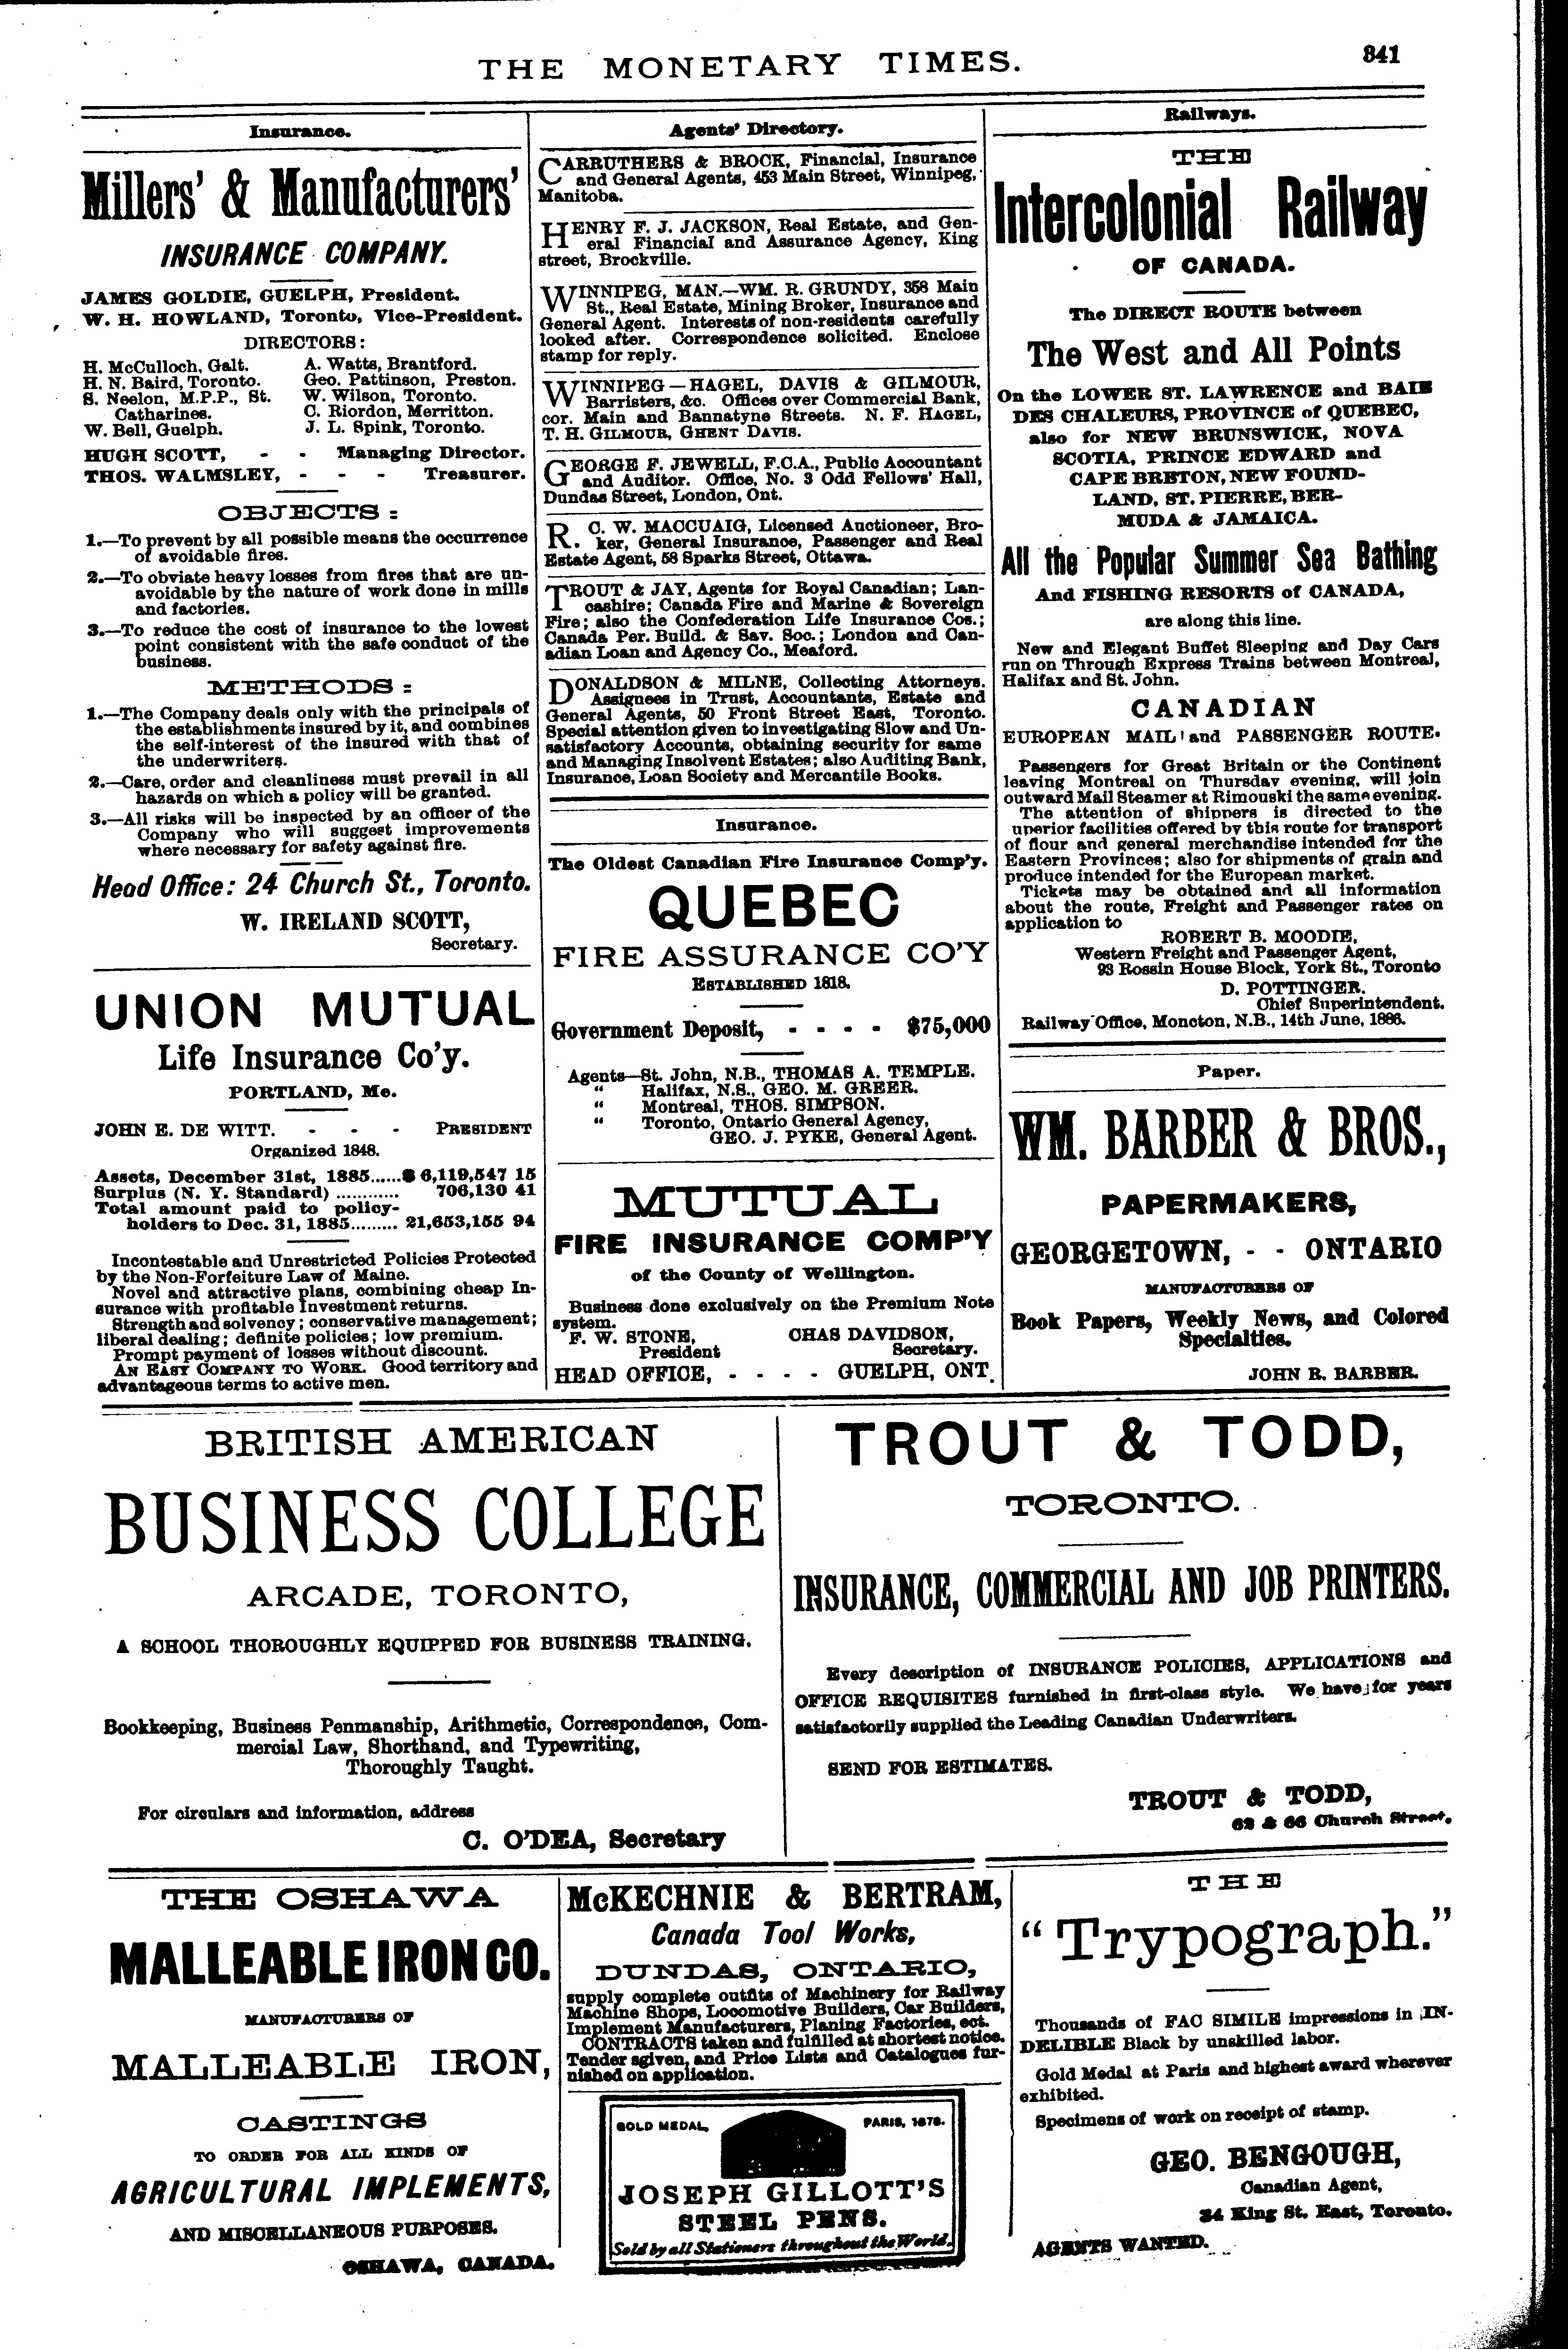 THE MONETARY TIMES.
341
Insurance.
Millers' & Manufacturers'
INSURANCE COMPANY.
JAMES GOLDIE, GUELPH, President.
W. H. HOWLAND, Toronto, Vice-President.
DIRECTORS:
H. McCulloch, Galt. A. Watts, Brantford.
H. N. Baird, Toronto. Geo. Pattinson, Preston.
S. Neelon, M.P.P., St. W. Wilson, Toronto.
Catharines. C. Riordon, Merritton.
W. Bell, Guelph. J. L. Spink, Toronto.
HUGH SCOTT, - - Managing Director.
THOS. WALMSLEY, - - - Treasurer.
OBJECTS:
1.—To prevent by all possible means the occurrence
of avoidable fires.
2.—To obviate heavy losses from fires that are un-
avoidable by the nature of work done in mills
and factories.
3.—To reduce the cost of insurance to the lowest
point consistent with the safe conduct of the
business.
METHODS:
1.—The Company deals only with the principals of
the establishments insured by it, and combines
the self-interest of the insured with that of
the underwriters.
2.—Care, order and cleanliness must prevail in all
hazards on which a policy will be granted.
3.—All risks will be inspected by an officer of the
Company who will suggest improvements
where necessary for safety against fire.
Head Office: 24 Church St., Toronto.
W. IRELAND SCOTT,
Secretary.
UNION MUTUAL
Life Insurance Co'y.
PORTLAND, Me.
JOHN E. DE WITT. - - - PRESIDENT
Organized 1848.
Assets, December 31st, 1885......$ 6,119,547 15
Surplus (N. Y. Standard) ............ 706,130 41
Total amount paid to policy-
holders to Dec. 31, 1885......... 21,653,155 94
Incontestable and Unrestricted Policies Protected
by the Non-Forfeiture Law of Maine.
Novel and attractive plans, combining cheap In-
surance with profitable Investment returns.
Strength and solvency; conservative management;
liberal dealing; definite policies; low premium.
Prompt payment of losses without discount.
AN EASY COMPANY TO WORK. Good territory and
advantageous terms to active men.
Agents' Directory.
CARRUTHERS & BROCK, Financial, Insurance
and General Agents, 453 Main Street, Winnipeg,
Manitoba.
HENRY F. J. JACKSON, Real Estate, and Gen-
eral Financial and Assurance Agency, King
street, Brockville.
WINNIPEG, MAN.—WM. R. GRUNDY, 358 Main
St., Real Estate, Mining Broker, Insurance and
General Agent. Interests of non-residents carefully
looked after. Correspondence solicited. Enclose
stamp for reply.
WINNIPEG—HAGEL, DAVIS & GILMOUR,
Barristers, &c. Offices over Commercial Bank,
cor. Main and Bannatyne Streets. N. F. HAGEL,
T. H. GILMOUR, GHENT DAVIS.
GEORGE F. JEWELL, F.C.A., Public Accountant
and Auditor. Office, No. 3 Odd Fellows' Hall,
Dundas Street, London, Ont.
R. C. W. MACCUAIG, Licensed Auctioneer, Bro-
ker, General Insurance, Passenger and Real
Estate Agent, 58 Sparks Street, Ottawa.
TROUT & JAY, Agents for Royal Canadian; Lan-
cashire; Canada Fire and Marine & Sovereign
Fire; also the Confederation Life Insurance Cos.;
Canada Per. Build. & Sav. Soc.; London and Can-
adian Loan and Agency Co., Meaford.
DONALDSON & MILNE, Collecting Attorneys.
Assignees in Trust, Accountants, Estate and
General Agents, 50 Front Street East, Toronto.
Special attention given to investigating Slow and Un-
satisfactory Accounts, obtaining security for same
and Managing Insolvent Estates; also Auditing Bank,
Insurance, Loan Society and Mercantile Books.
Insurance.
The Oldest Canadian Fire Insurance Comp'y.
QUEBEC
FIRE ASSURANCE CO'Y
ESTABLISHED 1818.
Government Deposit, - - - - $75,000
Agents—St. John, N.B., THOMAS A. TEMPLE.
" Halifax, N.S., GEO. M. GREER.
" Montreal, THOS. SIMPSON.
" Toronto, Ontario General Agency,
GEO. J. PYKE, General Agent.
MUTUAL
FIRE INSURANCE COMP'Y
of the County of Wellington.
Business done exclusively on the Premium Note
system.
F. W. STONE, CHAS DAVIDSON,
President Secretary.
HEAD OFFICE, - - - - GUELPH, ONT.
Railways.
THE
Intercolonial Railway
OF CANADA.
The DIRECT ROUTE between
The West and All Points
On the LOWER ST. LAWRENCE and BAIE
DES CHALEURS, PROVINCE of QUEBEC,
also for NEW BRUNSWICK, NOVA
SCOTIA, PRINCE EDWARD and
CAPE BRETON, NEW FOUND-
LAND, ST. PIERRE, BER-
MUDA & JAMAICA.
All the Popular Summer Sea Bathing
And FISHING RESORTS of CANADA,
are along this line.
New and Elegant Buffet Sleeping and Day Cars
run on Through Express Trains between Montreal,
Halifax and St. John.
CANADIAN
EUROPEAN MAIL and PASSENGER ROUTE.
Passengers for Great Britain or the Continent
leaving Montreal on Thursday evening, will join
outward Mail Steamer at Rimouski the same evening.
The attention of shippers is directed to the
uperior facilities offered by this route for transport
of flour and general merchandise intended for the
Eastern Provinces; also for shipments of grain and
produce intended for the European market.
Tickets may be obtained and all information
about the route, Freight and Passenger rates on
application to
ROBERT B. MOODIE,
Western Freight and Passenger Agent,
93 Rossin House Block, York St., Toronto
D. POTTINGER.
Chief Superintendent.
Railway Office, Moncton, N.B., 14th June, 1886.
Paper.
WM. BARBER & BROS.,
PAPERMAKERS,
GEORGETOWN, - - ONTARIO
MANUFACTURERS OF
Book Papers, Weekly News, and Colored
Specialties.
JOHN R. BARBER.
BRITISH AMERICAN
BUSINESS COLLEGE
ARCADE, TORONTO,
A SCHOOL THOROUGHLY EQUIPPED FOR BUSINESS TRAINING.
Bookkeeping, Business Penmanship, Arithmetic, Correspondence, Com-
mercial Law, Shorthand, and Typewriting,
Thoroughly Taught.
For circulars and information, address
C. O'DEA, Secretary
TROUT & TODD,
TORONTO.
INSURANCE, COMMERCIAL AND JOB PRINTERS.
Every description of INSURANCE POLICIES, APPLICATIONS and
OFFICE REQUISITES furnished in first-class style. We have for years
satisfactorily supplied the Leading Canadian Underwriters.
SEND FOR ESTIMATES.
TROUT & TODD,
62 & 66 Church Street.
THE OSHAWA
MALLEABLE IRON CO.
MANUFACTURERS OF
MALLEABLE IRON,
CASTINGS
TO ORDER FOR ALL KINDS OF
AGRICULTURAL IMPLEMENTS,
AND MISCELLANEOUS PURPOSES.
OSHAWA, CANADA.
McKECHNIE & BERTRAM,
Canada Tool Works,
DUNDAS, ONTARIO,
supply complete outfits of Machinery for Railway
Machine Shops, Locomotive Builders, Car Builders,
Implement Manufacturers, Planing Factories, ect.
CONTRACTS taken and fulfilled at shortest notice.
Tender sgiven, and Price Lists and Catalogues fur-
nished on application.
GOLD MEDAL, PARIS, 1878.
JOSEPH GILLOTT'S
STEEL PENS.
Sold by all Stationers throughout the World.
THE
"Trypograph."
Thousands of FAC SIMILE impressions in IN-
DELIBLE Black by unskilled labor.
Gold Medal at Paris and highest award wherever
exhibited.
Specimens of work on receipt of stamp.
GEO. BENGOUGH,
Canadian Agent,
34 King St. East, Toronto.
AGENTS WANTED.